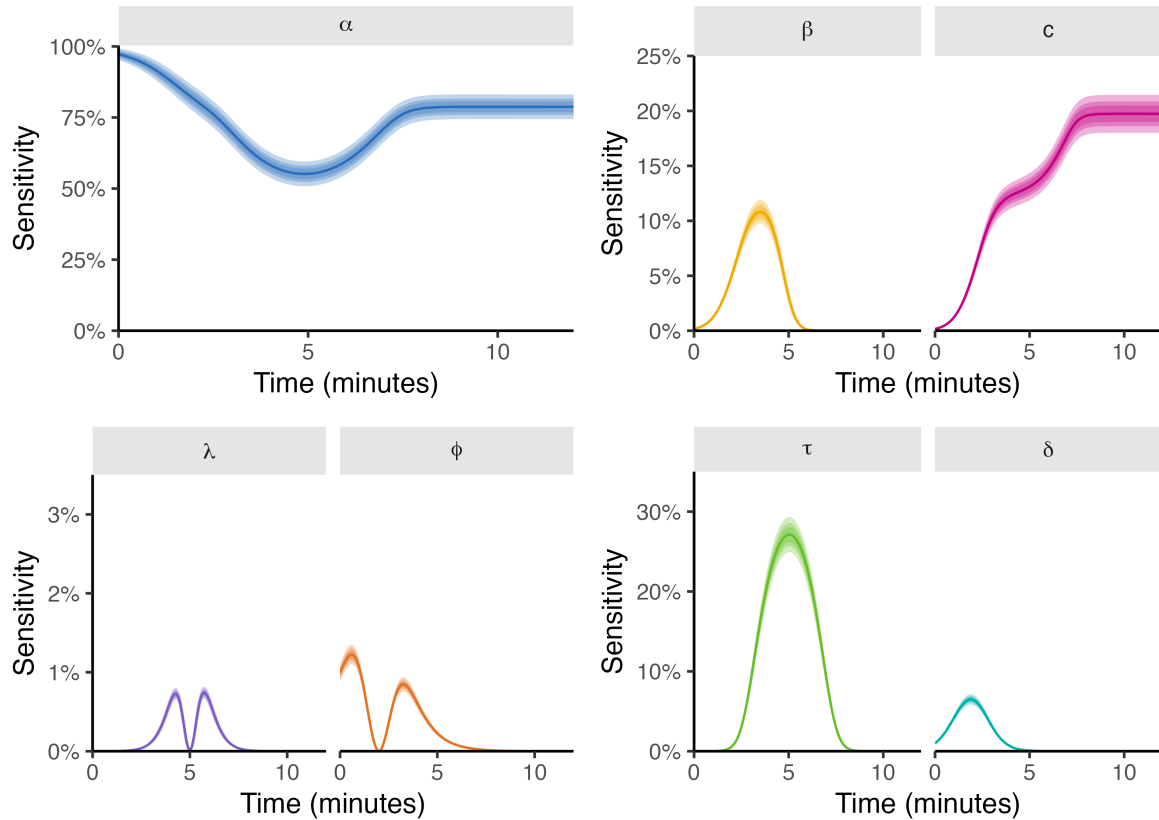 α
100%
75%
50%
25%
0%
Sensitivity
0 5 10
Time (minutes)
β c
25%
20%
15%
10%
5%
0%
Sensitivity
0 5 10 0 5 10
Time (minutes)
λ ϕ
3%
2%
1%
0%
Sensitivity
0 5 10 0 5 10
Time (minutes)
τ δ
30%
20%
10%
0%
Sensitivity
0 5 10 0 5 10
Time (minutes)